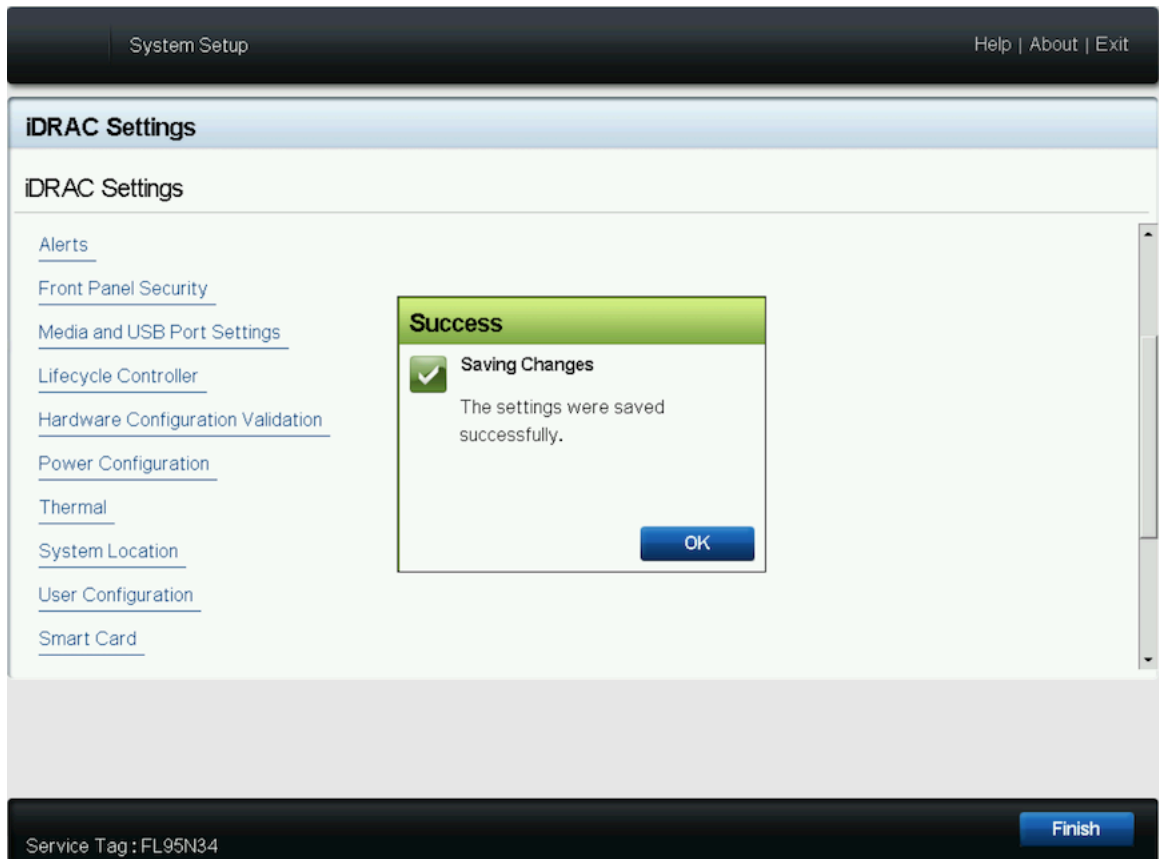 System Setup
Help | About | Exit
iDRAC Settings
iDRAC Settings
Alerts
Front Panel Security
Media and USB Port Settings
Lifecycle Controller
Hardware Configuration Validation
Power Configuration
Thermal
System Location
User Configuration
Smart Card
Success
Saving Changes
The settings were saved
successfully.
OK
Service Tag : FL95N34
Finish